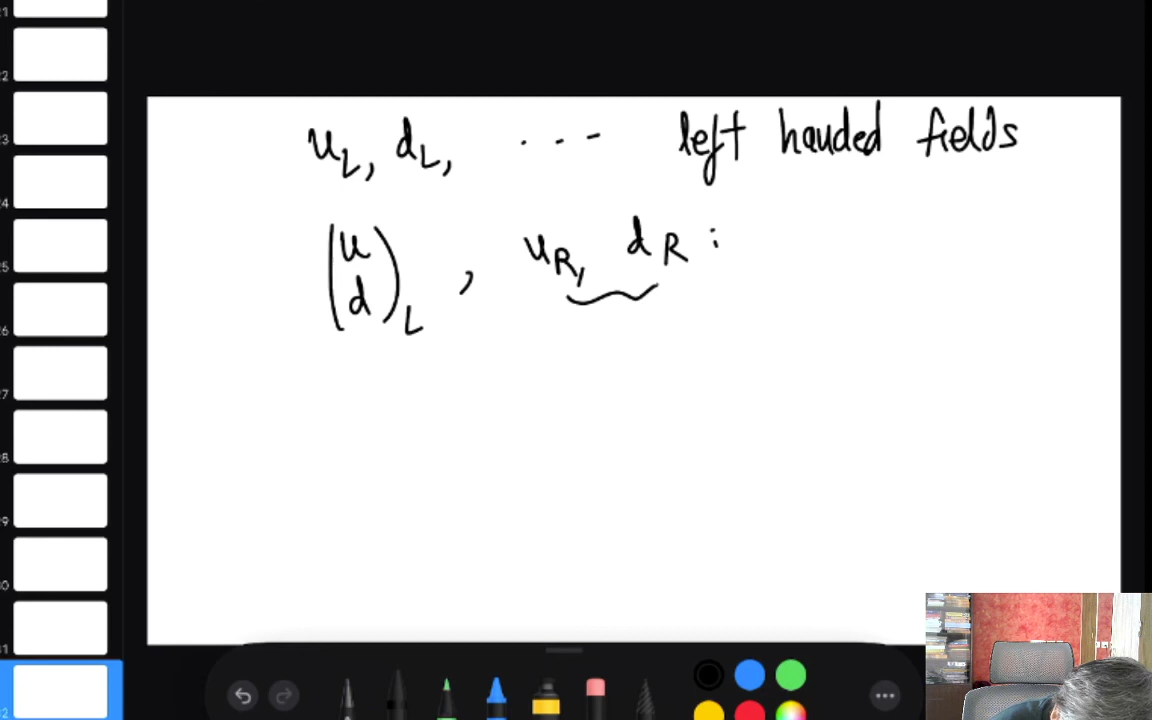 u_L, d_L, --- left handed fields
(u d)_L , u_R, d_R :